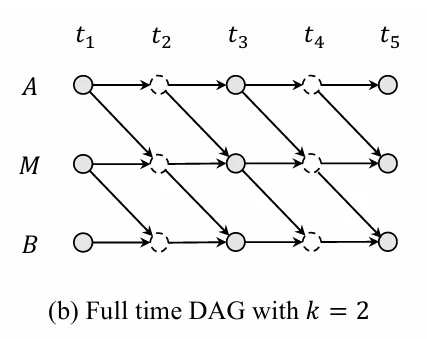 t₁ t₂ t₃ t₄ t₅
A
M
B
(b) Full time DAG with k = 2